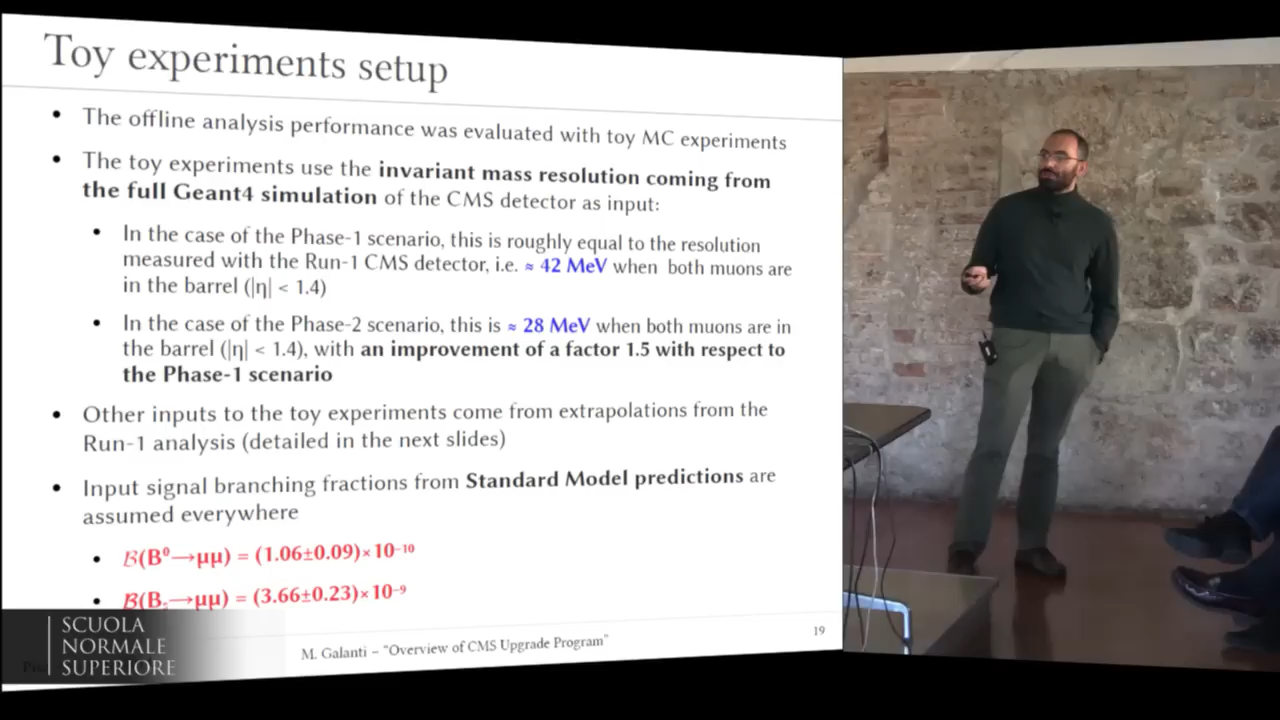 Toy experiments setup
• The offline analysis performance was evaluated with toy MC experiments
• The toy experiments use the invariant mass resolution coming from
the full Geant4 simulation of the CMS detector as input:
• In the case of the Phase-1 scenario, this is roughly equal to the resolution
measured with the Run-1 CMS detector, i.e. ≈ 42 MeV when both muons are
in the barrel (|η| < 1.4)
• In the case of the Phase-2 scenario, this is ≈ 28 MeV when both muons are in
the barrel (|η| < 1.4), with an improvement of a factor 1.5 with respect to
the Phase-1 scenario
• Other inputs to the toy experiments come from extrapolations from the
Run-1 analysis (detailed in the next slides)
• Input signal branching fractions from Standard Model predictions are
assumed everywhere
• B(B⁰→μμ) = (1.06±0.09)×10⁻¹⁰
• B(Bₛ→μμ) = (3.66±0.23)×10⁻⁹
M. Galanti – "Overview of CMS Upgrade Program"
19
SCUOLA
NORMALE
SUPERIORE